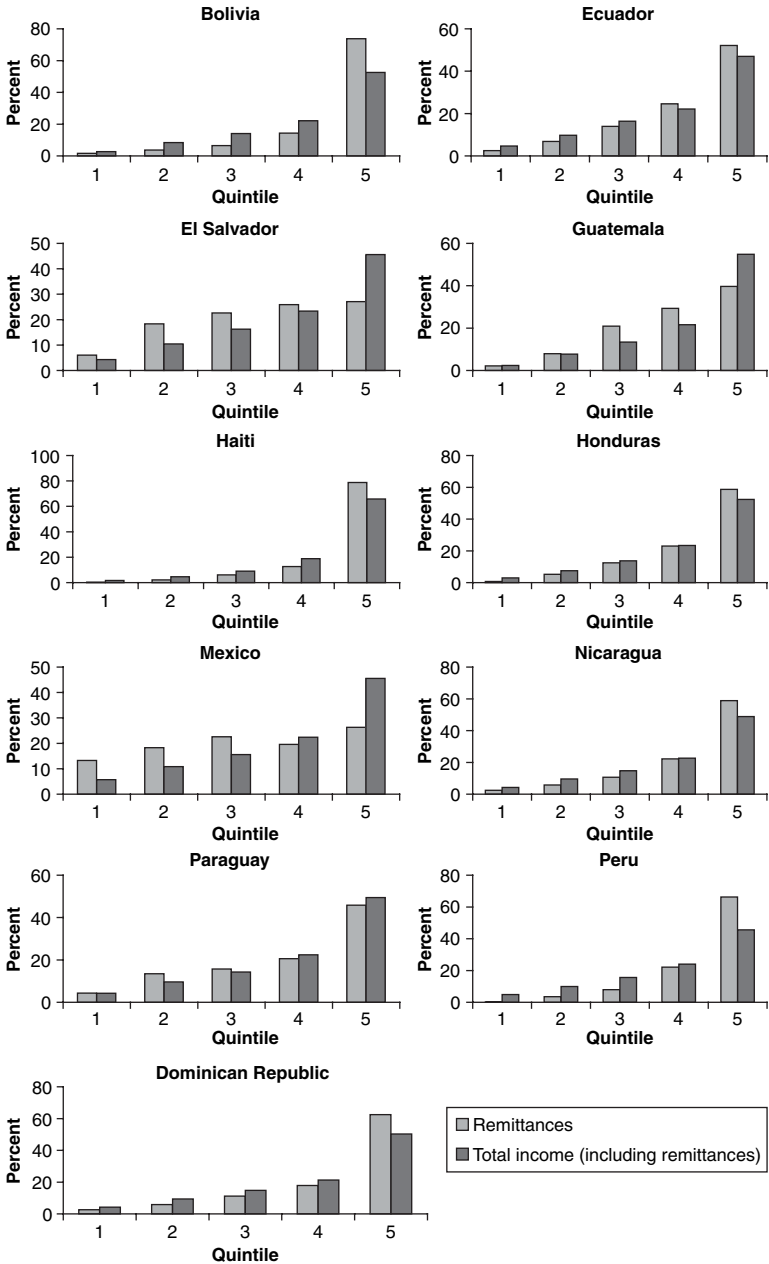 Bolivia
Percent
80
60
40
20
0
1 2 3 4 5
Quintile
Ecuador
Percent
60
40
20
0
1 2 3 4 5
Quintile
El Salvador
Percent
50
40
30
20
10
0
1 2 3 4 5
Quintile
Guatemala
Percent
60
40
20
0
1 2 3 4 5
Quintile
Haiti
Percent
100
80
60
40
20
0
1 2 3 4 5
Quintile
Honduras
Percent
80
60
40
20
0
1 2 3 4 5
Quintile
Mexico
Percent
50
40
30
20
10
0
1 2 3 4 5
Quintile
Nicaragua
Percent
80
60
40
20
0
1 2 3 4 5
Quintile
Paraguay
Percent
60
40
20
0
1 2 3 4 5
Quintile
Peru
Percent
80
60
40
20
0
1 2 3 4 5
Quintile
Dominican Republic
Percent
80
60
40
20
0
1 2 3 4 5
Quintile
Remittances
Total income (including remittances)